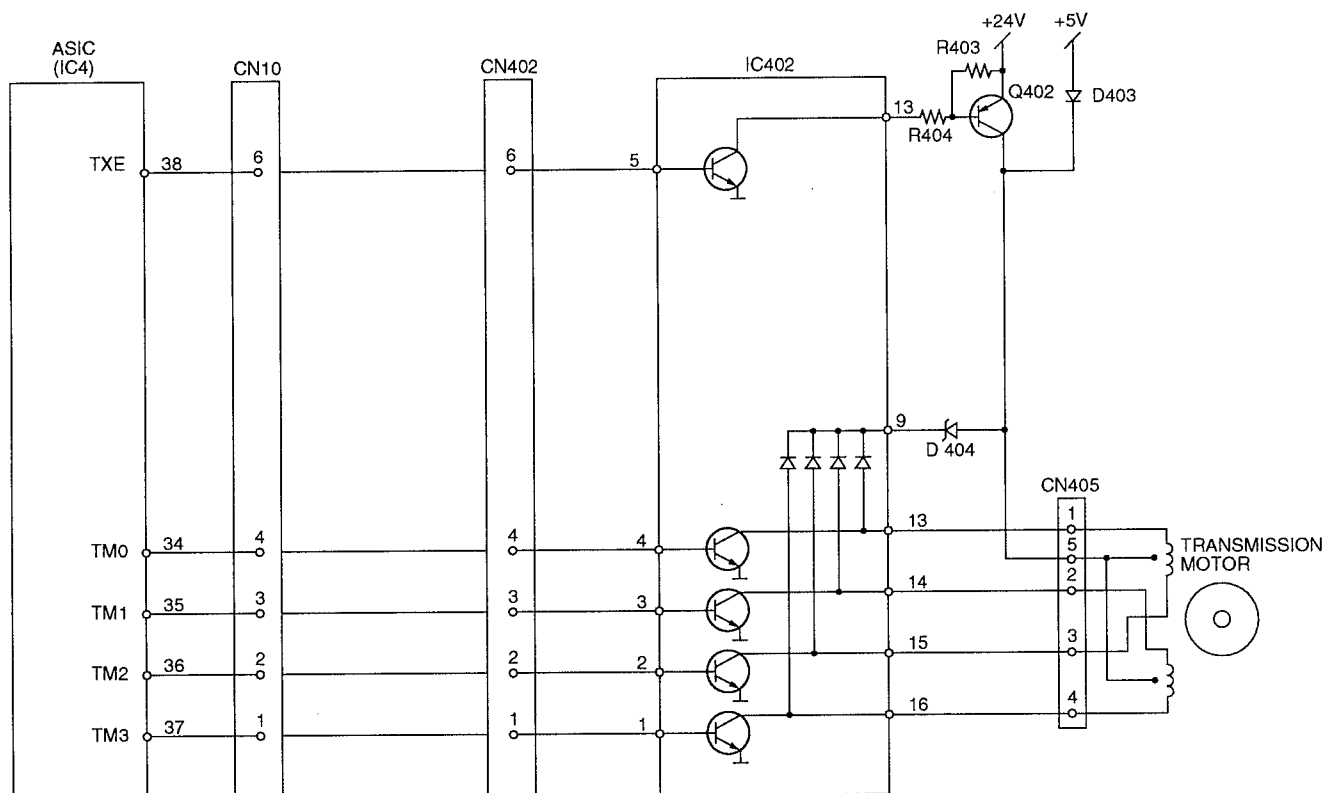 +24V +5V
ASIC
(IC4)
CN10
CN402
IC402
R403
Q402
D403
13
R404
TXE 38 6 6 5
9
D 404
CN405
TM0 34 4 4 4 13 1
5
TRANSMISSION
MOTOR
TM1 35 3 3 3 14 2
TM2 36 2 2 2 15 3
TM3 37 1 1 1 16 4